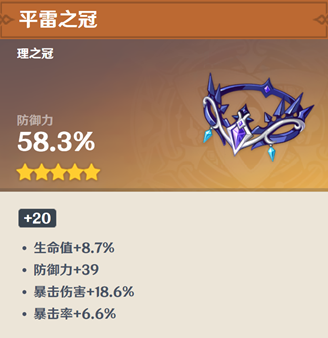 平雷之冠
理之冠
防御力
58.3%
+20
• 生命值+8.7%
• 防御力+39
• 暴击伤害+18.6%
• 暴击率+6.6%